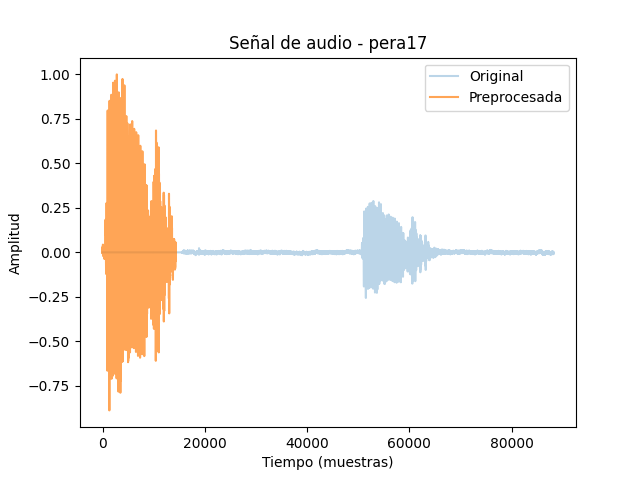 Señal de audio - pera17
Original
Preprocesada
1.00
0.75
0.50
0.25
0.00
−0.25
−0.50
−0.75
Amplitud
0 20000 40000 60000 80000
Tiempo (muestras)